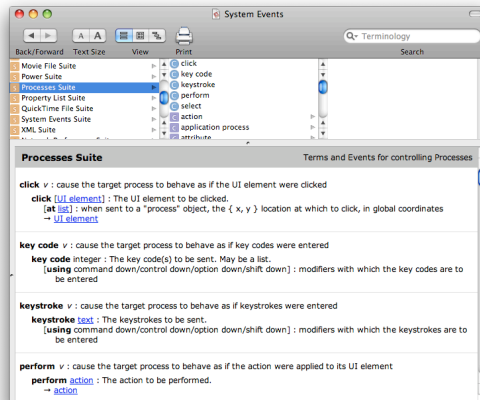 System Events
Back/Forward Text Size View Print Search
Terminology
Movie File Suite
Power Suite
Processes Suite
Property List Suite
QuickTime File Suite
System Events Suite
XML Suite
click
key code
keystroke
perform
select
action
application process
attribute
Processes Suite Terms and Events for controlling Processes
click v : cause the target process to behave as if the UI element were clicked
click [UI element] : The UI element to be clicked.
[at list] : when sent to a "process" object, the { x, y } location at which to click, in global coordinates
→ UI element
key code v : cause the target process to behave as if key codes were entered
key code integer : The key code(s) to be sent. May be a list.
[using command down/control down/option down/shift down] : modifiers with which the key codes are to
be entered
keystroke v : cause the target process to behave as if keystrokes were entered
keystroke text : The keystrokes to be sent.
[using command down/control down/option down/shift down] : modifiers with which the keystrokes are to
be entered
perform v : cause the target process to behave as if the action were applied to its UI element
perform action : The action to be performed.
→ action